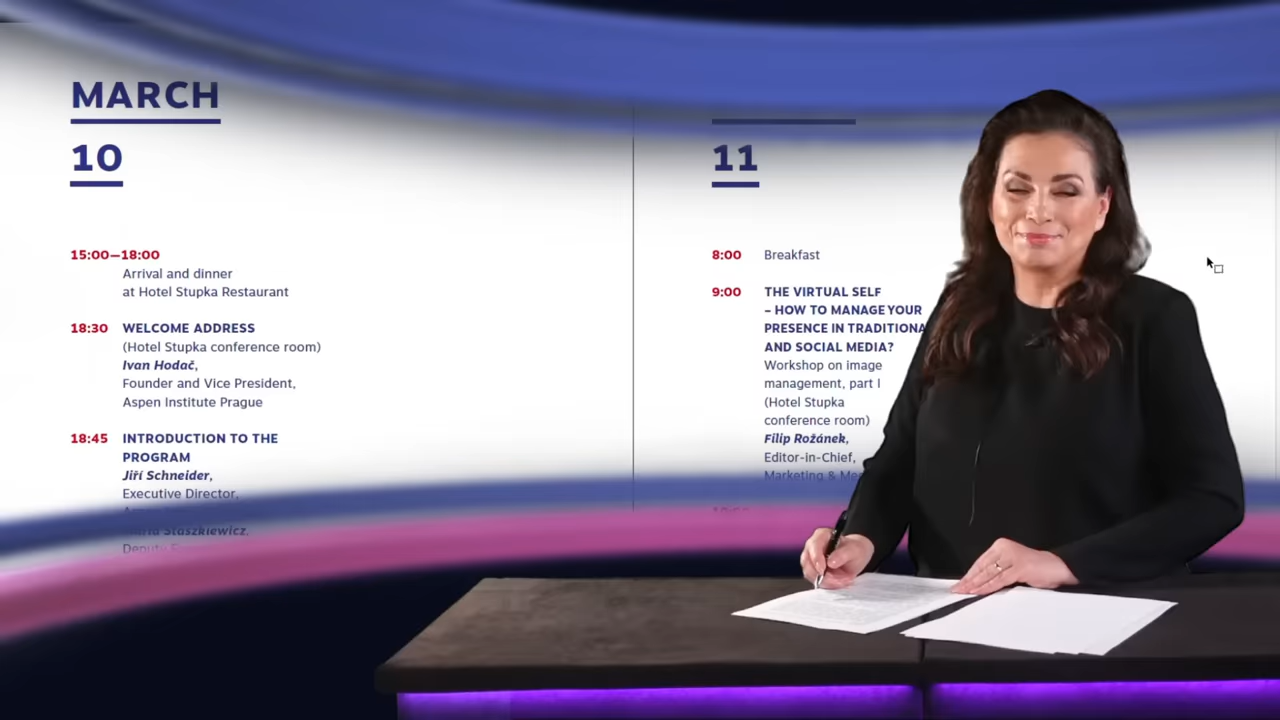 MARCH
10
15:00—18:00
Arrival and dinner
at Hotel Stupka Restaurant
18:30 WELCOME ADDRESS
(Hotel Stupka conference room)
Ivan Hodač,
Founder and Vice President,
Aspen Institute Prague
18:45 INTRODUCTION TO THE
PROGRAM
Jiří Schneider,
Executive Director,
Staszkiewicz,
Deputy
11
8:00 Breakfast
9:00 THE VIRTUAL SELF
– HOW TO MANAGE YOUR
PRESENCE IN TRADITIONA
AND SOCIAL MEDIA?
Workshop on image
management, part I
(Hotel Stupka
conference room)
Filip Rožánek,
Editor-in-Chief,
Marketing &